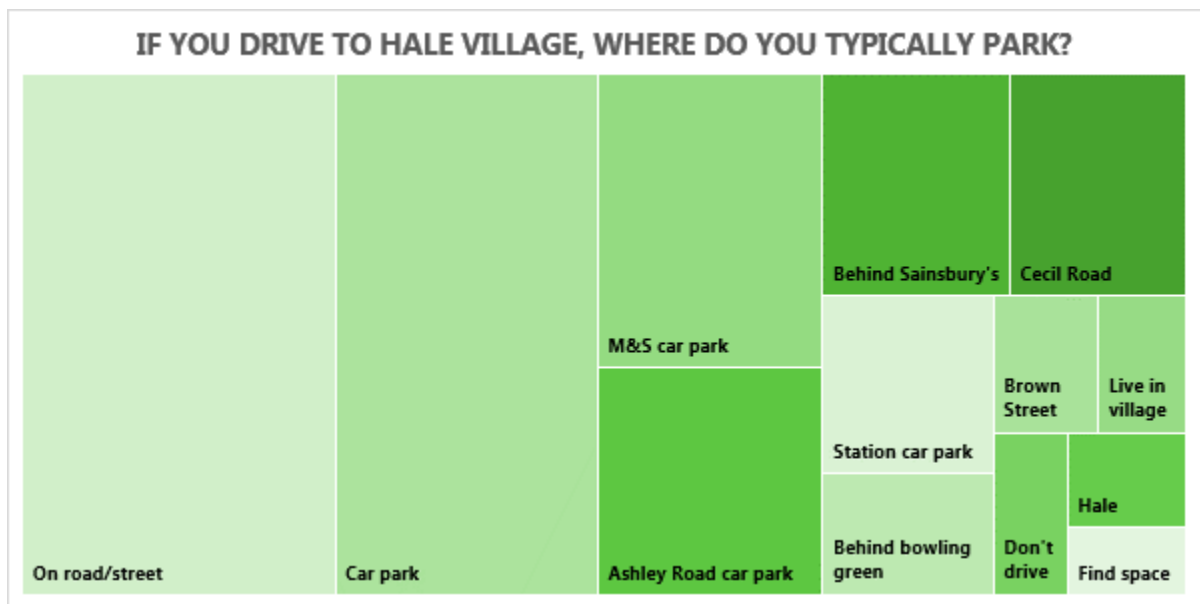 IF YOU DRIVE TO HALE VILLAGE, WHERE DO YOU TYPICALLY PARK?
On road/street
Car park
M&S car park
Ashley Road car park
Behind Sainsbury's
Cecil Road
Station car park
Behind bowling
green
Brown
Street
Live in
village
Don't
drive
Hale
Find space